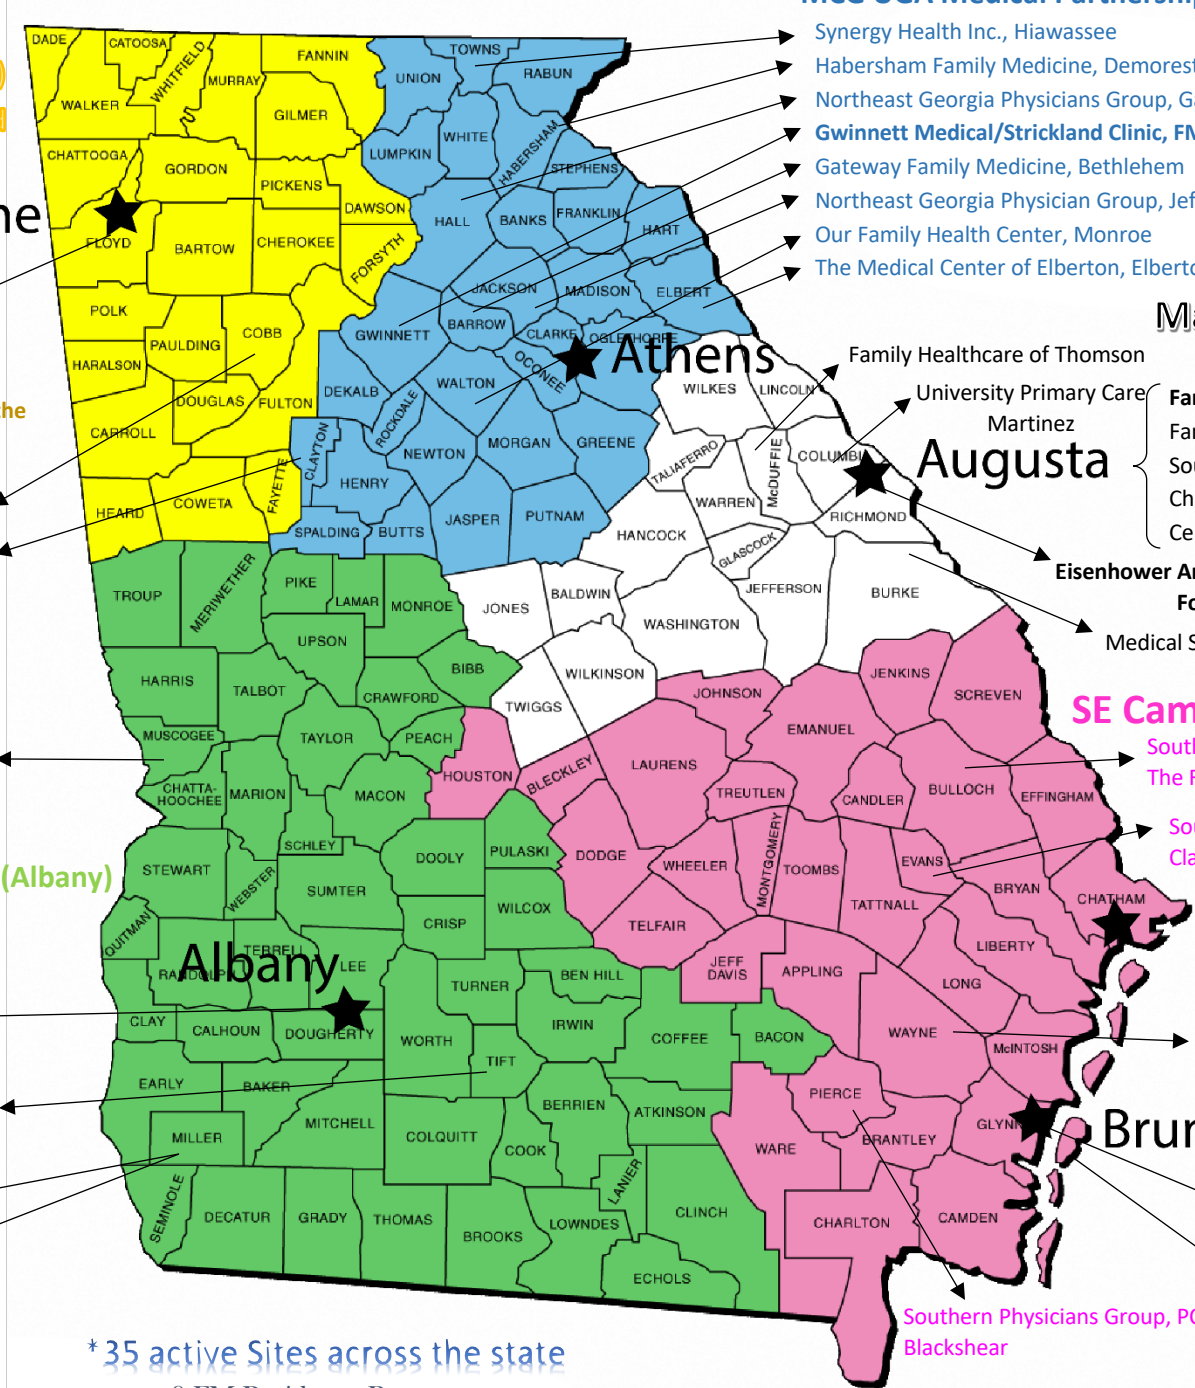 MCG-UGA Medical Partnership
Synergy Health Inc., Hiawassee
Habersham Family Medicine, Demorest
Northeast Georgia Physicians Group,
Gwinnett Medical/Strickland Clinic,
Gateway Family Medicine, Bethlehem
Northeast Georgia Physician Group,
Our Family Health Center, Monroe
The Medical Center of Elberton,
Family Healthcare of Thomson
University Primary Care
Martinez
Augusta
Eisenhower
Medical
SE
The
Southern Physicians Group,
Blackshear
Athens
Albany
(Albany)
the
DADE
CATOOSA
WHITFIELD
MURRAY
FANNIN
WALKER
GILMER
CHATTOOGA
GORDON
PICKENS
DAWSON
FLOYD
BARTOW
CHEROKEE
FORSYTH
POLK
PAULDING
COBB
HARALSON
DOUGLAS
FULTON
CARROLL
HEARD
COWETA
FAYETTE
TOWNS
UNION
RABUN
WHITE
HABERSHAM
LUMPKIN
STEPHENS
HALL
BANKS
FRANKLIN
HART
JACKSON
MADISON
ELBERT
GWINNETT
BARROW
CLARKE
OGLETHORPE
OCONEE
DEKALB
WALTON
ROCKDALE
CLAYTON
NEWTON
MORGAN
GREENE
HENRY
SPALDING
BUTTS
JASPER
PUTNAM
WILKES
LINCOLN
TALIAFERRO
McDUFFIE
COLUMBI
WARREN
RICHMOND
HANCOCK
GLASCOCK
JEFFERSON
BURKE
JONES
BALDWIN
WASHINGTON
WILKINSON
TWIGGS
TROUP
MERIWETHER
PIKE
LAMAR
MONROE
UPSON
BIBB
HARRIS
TALBOT
CRAWFORD
MUSCOGEE
TAYLOR
PEACH
CHATTA-
HOOCHEE
MARION
MACON
SCHLEY
DOOLY
PULASKI
STEWART
WEBSTER
SUMTER
CRISP
WILCOX
QUITMAN
RANDOLPH
TERRELL
LEE
TURNER
BEN HILL
CLAY
CALHOUN
DOUGHERTY
WORTH
IRWIN
COFFEE
BACON
TIFT
EARLY
BAKER
MITCHELL
BERRIEN
ATKINSON
MILLER
COLQUITT
COOK
SEMINOLE
DECATUR
GRADY
THOMAS
BROOKS
LOWNDES
LANIER
CLINCH
ECHOLS
HOUSTON
BLECKLEY
JOHNSON
JENKINS
SCREVEN
LAURENS
EMANUEL
TREUTLEN
CANDLER
BULLOCH
EFFINGHAM
DODGE
WHEELER
MONTGOMERY
TOOMBS
EVANS
TATTNALL
BRYAN
CHATHAM
TELFAIR
JEFF
DAVIS
APPLING
LIBERTY
LONG
WAYNE
McINTOSH
PIERCE
WARE
BRANTLEY
GLYNN
CHARLTON
CAMDEN
*35 active Sites across the state